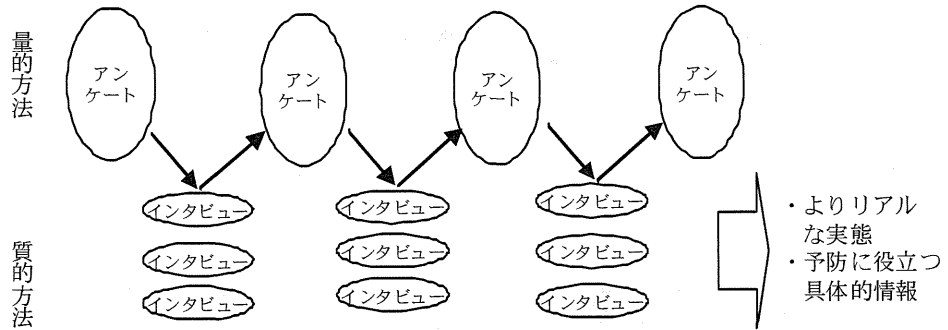 量的方法
アン
ケート
アン
ケート
アン
ケート
アン
ケート
質的方法
インタビュー
インタビュー
インタビュー
インタビュー
インタビュー
インタビュー
インタビュー
インタビュー
インタビュー
・よりリアル
な実態
・予防に役立つ
具体的情報